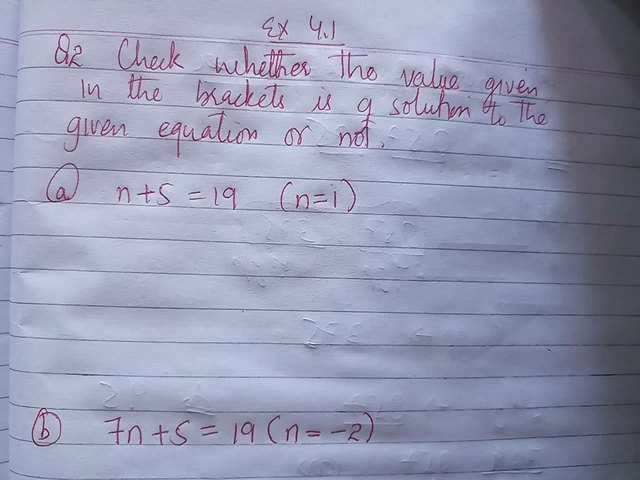 Ex 4.1
Q2 Check whether the value given
in the brackets is a solution to the
given equation or not.
(a) n+5 = 19 (n=1)
(b) 7n+5 = 19 (n= -2)